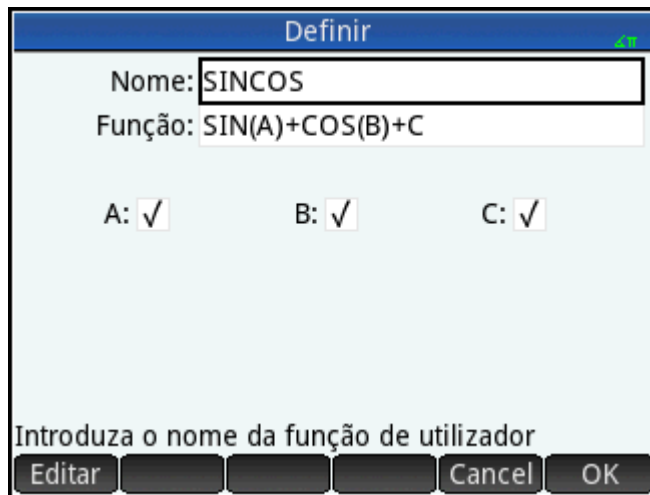 Definir
∡π
Nome: SINCOS
Função: SIN(A)+COS(B)+C
A: √ B: √ C: √
Introduza o nome da função de utilizador
Editar Cancel OK